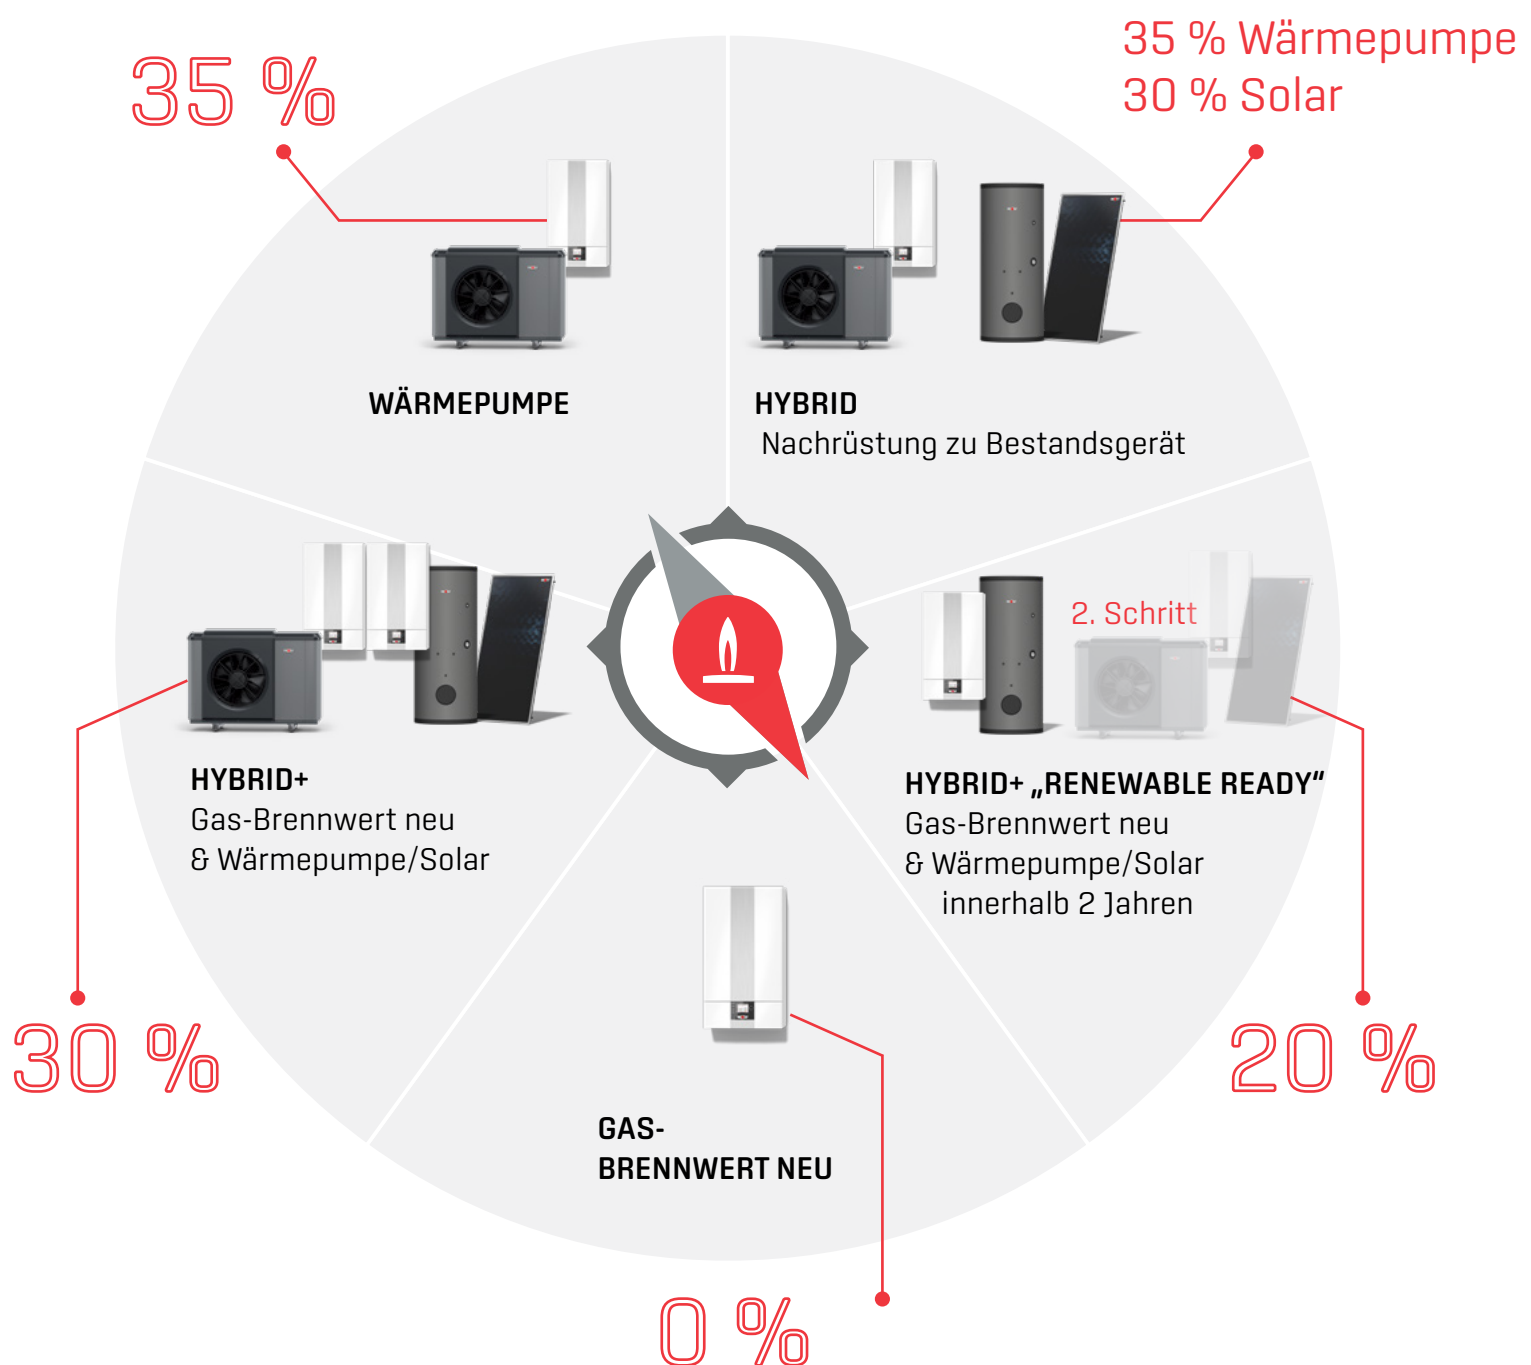 35 %
35 % Wärmepumpe
30 % Solar
WÄRMEPUMPE
HYBRID
Nachrüstung zu Bestandsgerät
2. Schritt
HYBRID+
Gas-Brennwert neu
& Wärmepumpe/Solar
HYBRID+ „RENEWABLE READY“
Gas-Brennwert neu
& Wärmepumpe/Solar
innerhalb 2 Jahren
30 %
20 %
GAS-
BRENNWERT NEU
0 %